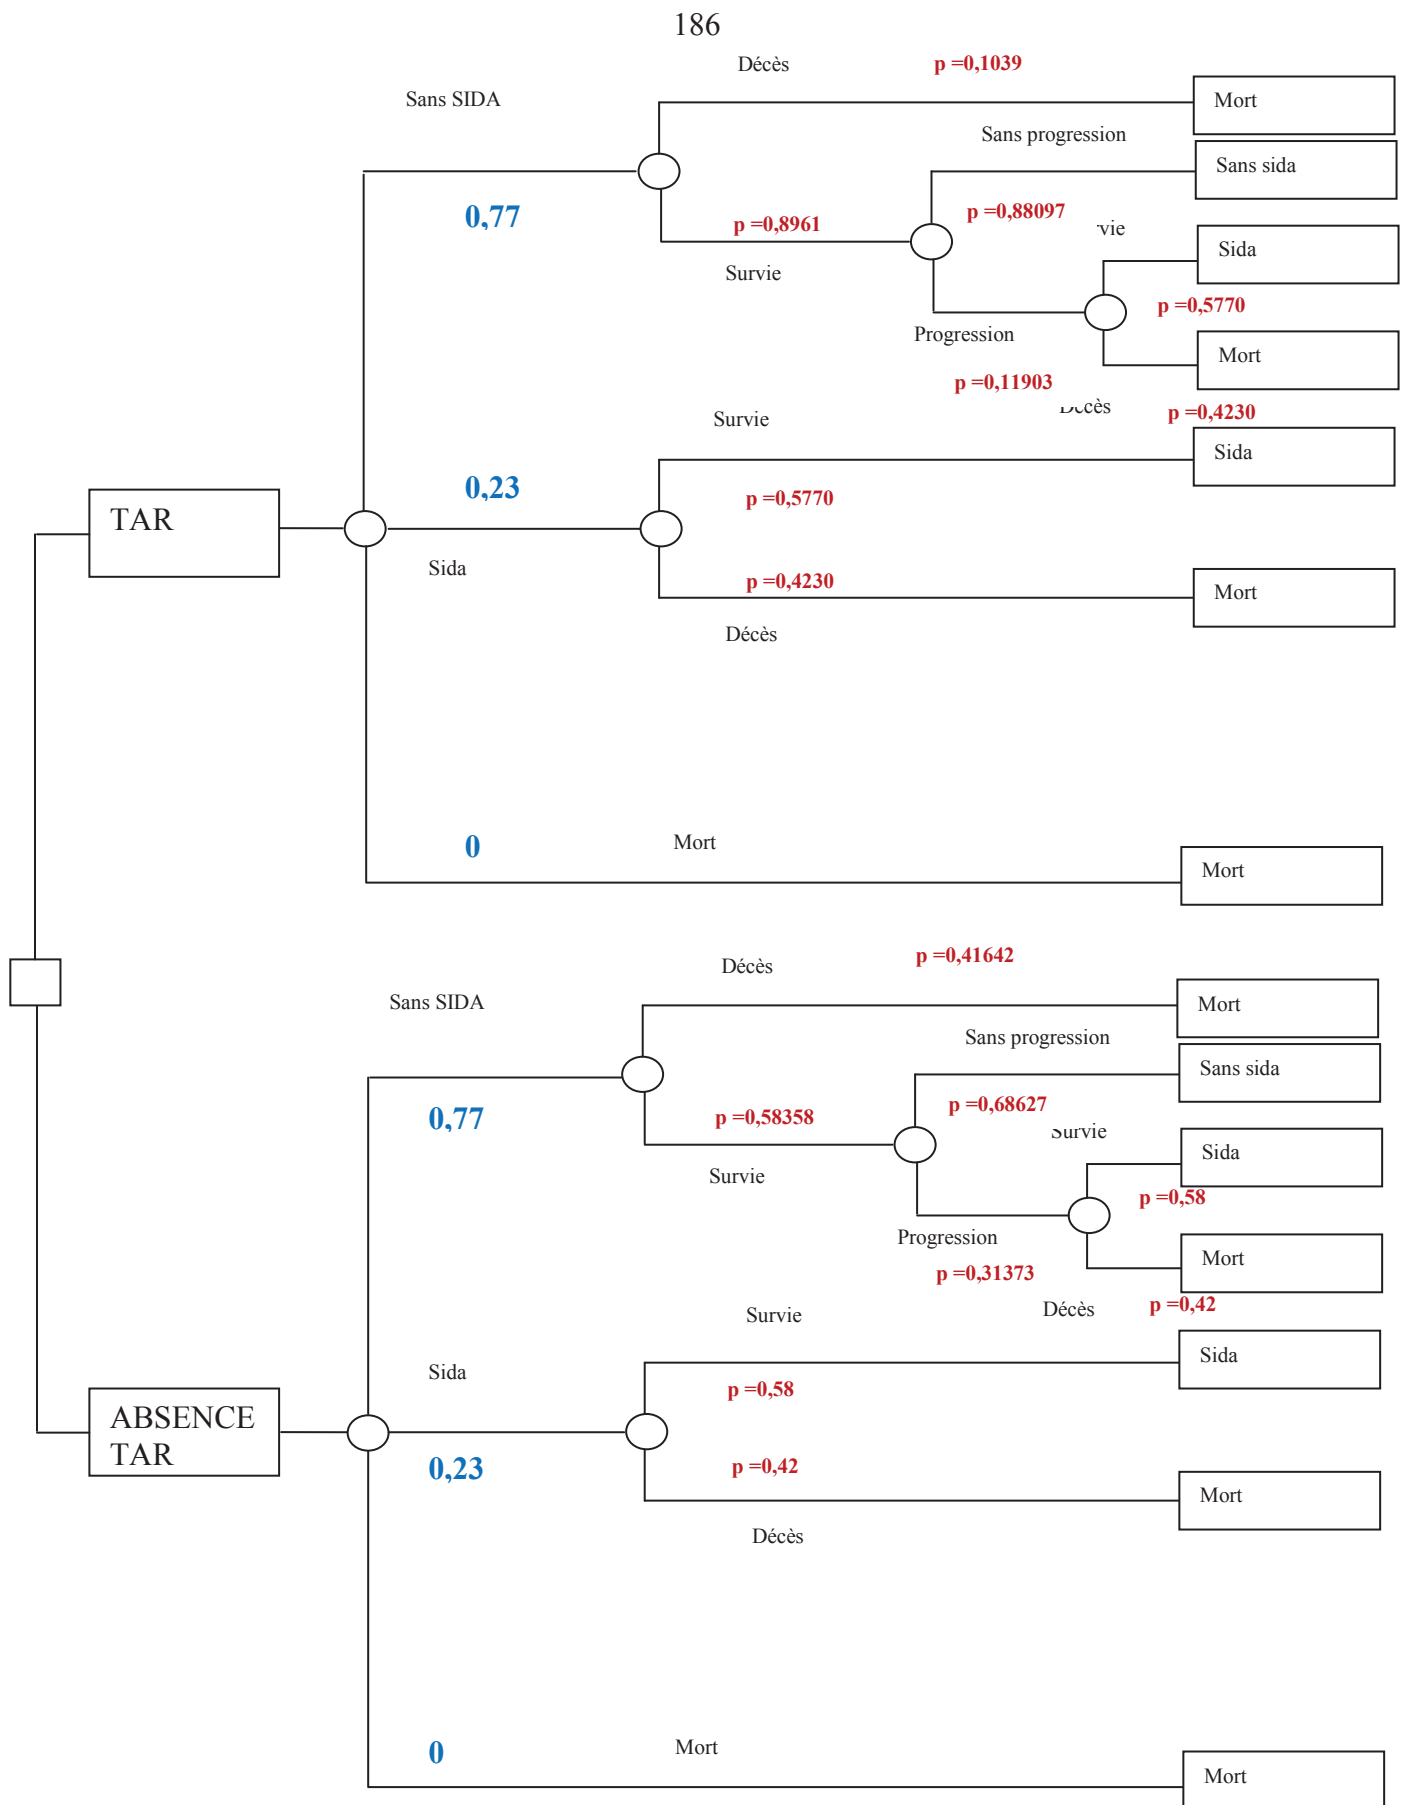 186
Décès
p =0,1039
Sans SIDA
Mort
Sans progression
Sans sida
0,77
p =0,8961
p =0,88097
Survie
Sida
p =0,5770
Progression
Mort
p =0,11903
Décès
p =0,4230
Survie
Sida
0,23
p =0,5770
TAR
Sida
p =0,4230
Mort
Décès
0
Mort
Mort
Décès
p =0,41642
Sans SIDA
Mort
Sans progression
Sans sida
0,77
p =0,58358
p =0,68627
Survie
Survie
Sida
p =0,58
Progression
Mort
p =0,31373
Décès
p =0,42
Survie
Sida
Sida
p =0,58
ABSENCE
TAR
0,23
p =0,42
Mort
Décès
0
Mort
Mort